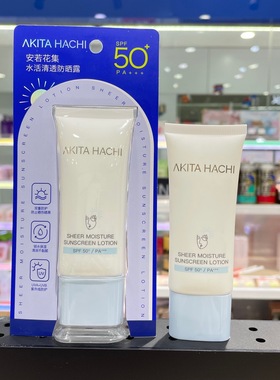 AKITA HACHI
安若花集
水活清透防晒露
SPF
50+
PA+++
SHEER MOISTURE SUNSCREEN LOTION
AKITA HACHI
SHEER MOISTURE
SUNSCREEN LOTION
SPF 50+ / PA+++
AKITA HACHI
SHEER MOISTURE
SUNSCREEN LOTION
SPF 50+ / PA+++